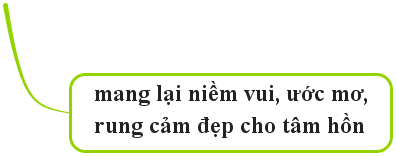 mang lại niềm vui, ước mơ,
rung cảm đẹp cho tâm hồn